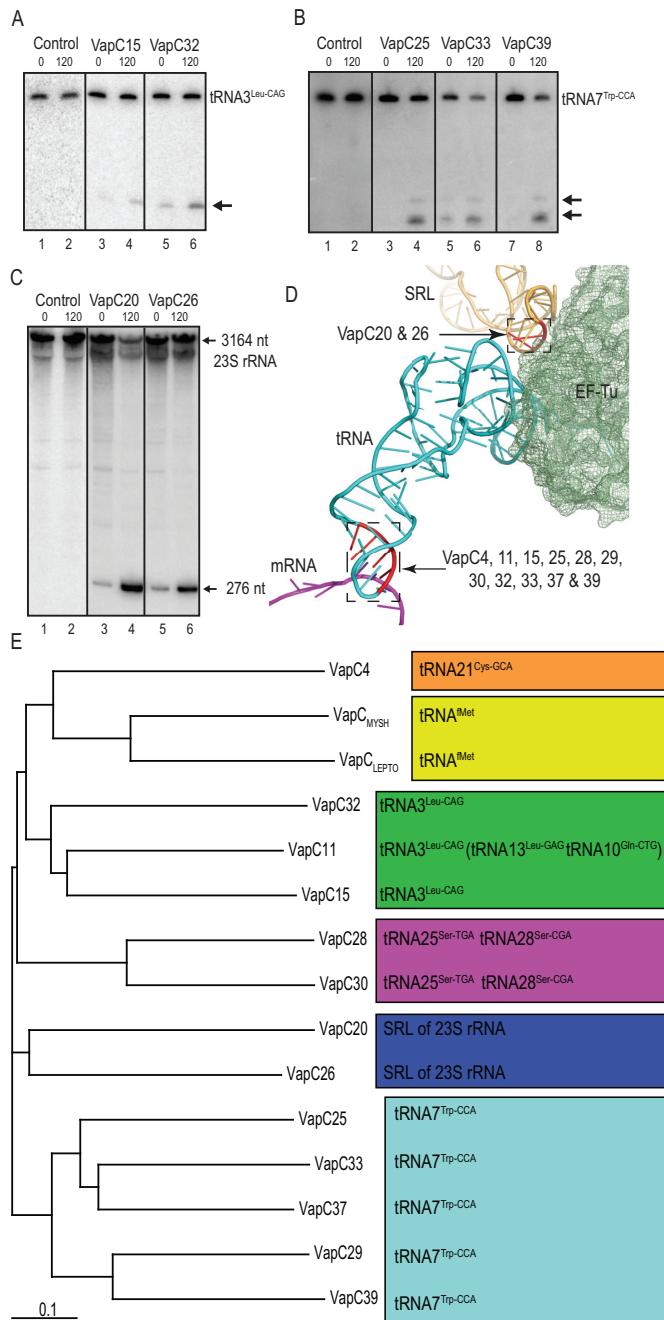 A
Control VapC15 VapC32
0 120 0 120 0 120
tRNA3Leu-CAG
1 2 3 4 5 6
B
Control VapC25 VapC33 VapC39
0 120 0 120 0 120 0 120
tRNA7Trp-CCA
1 2 3 4 5 6 7 8
C
Control VapC20 VapC26
0 120 0 120 0 120
3164 nt
23S rRNA
276 nt
1 2 3 4 5 6
D
SRL
VapC20 & 26
EF-Tu
tRNA
mRNA
VapC4, 11, 15, 25, 28, 29,
30, 32, 33, 37 & 39
E
VapC4 tRNA21Cys-GCA
VapCMYSH tRNAfMet
VapCLEPTO tRNAfMet
VapC32 tRNA3Leu-CAG
VapC11 tRNA3Leu-CAG (tRNA13Leu-GAG tRNA10Gln-CTG)
VapC15 tRNA3Leu-CAG
VapC28 tRNA25Ser-TGA tRNA28Ser-CGA
VapC30 tRNA25Ser-TGA tRNA28Ser-CGA
VapC20 SRL of 23S rRNA
VapC26 SRL of 23S rRNA
VapC25 tRNA7Trp-CCA
VapC33 tRNA7Trp-CCA
VapC37 tRNA7Trp-CCA
VapC29 tRNA7Trp-CCA
VapC39 tRNA7Trp-CCA
0.1